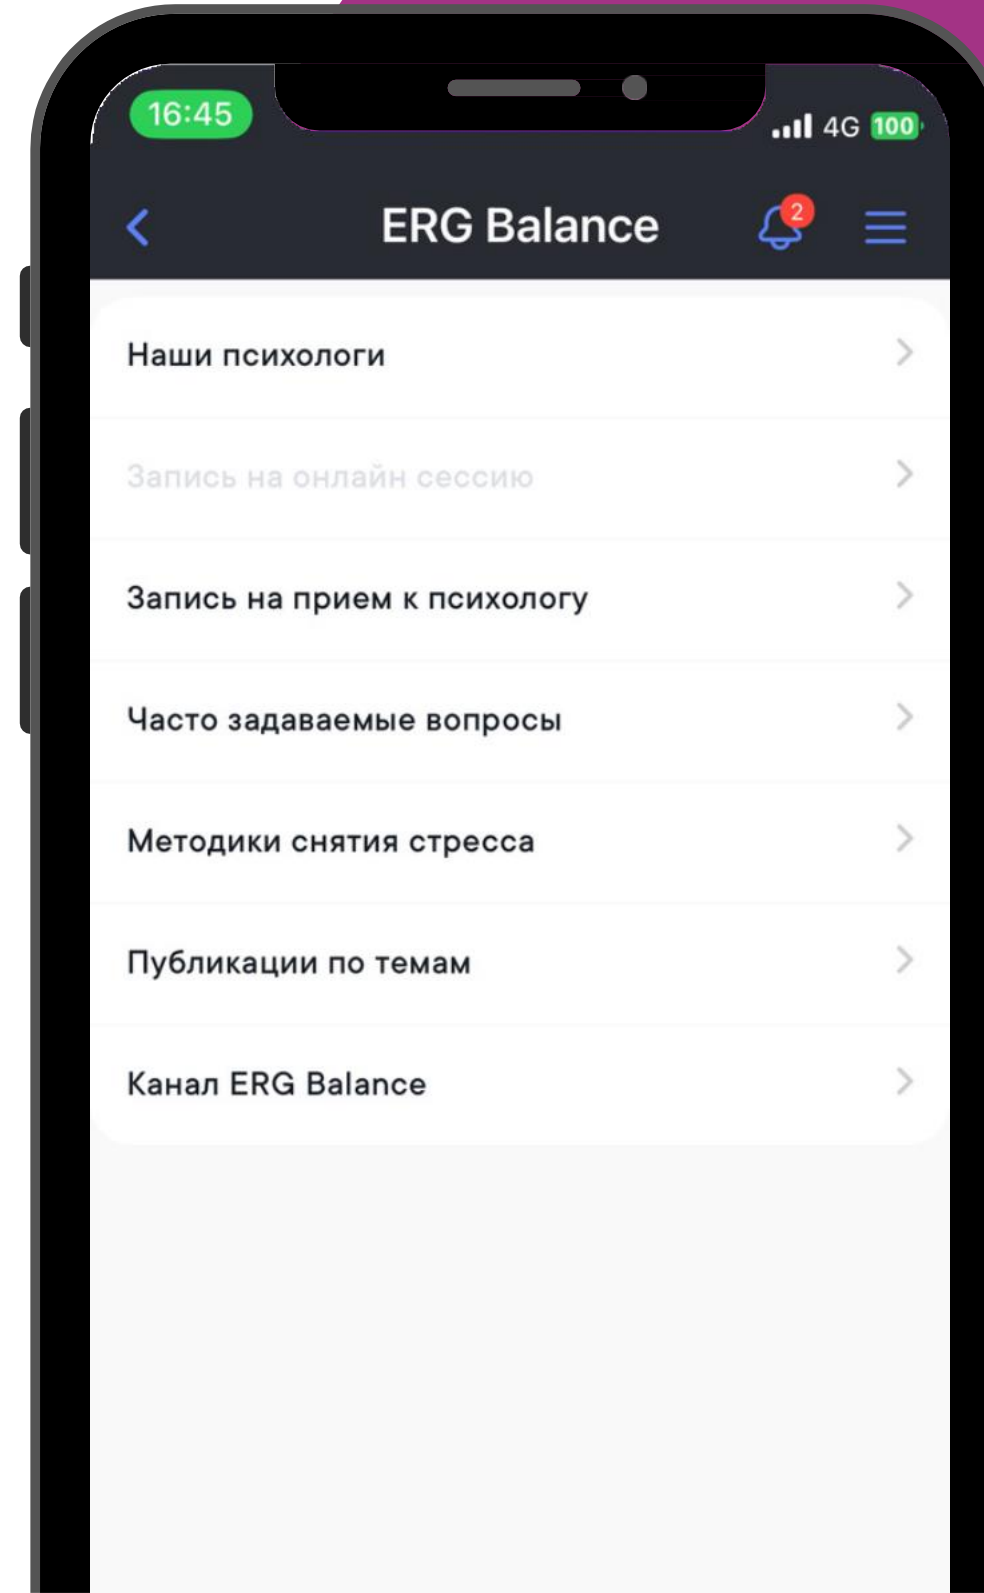 16:45
4G 100
ERG Balance
2
Наши психологи
Запись на онлайн сессию
Запись на прием к психологу
Часто задаваемые вопросы
Методики снятия стресса
Публикации по темам
Канал ERG Balance